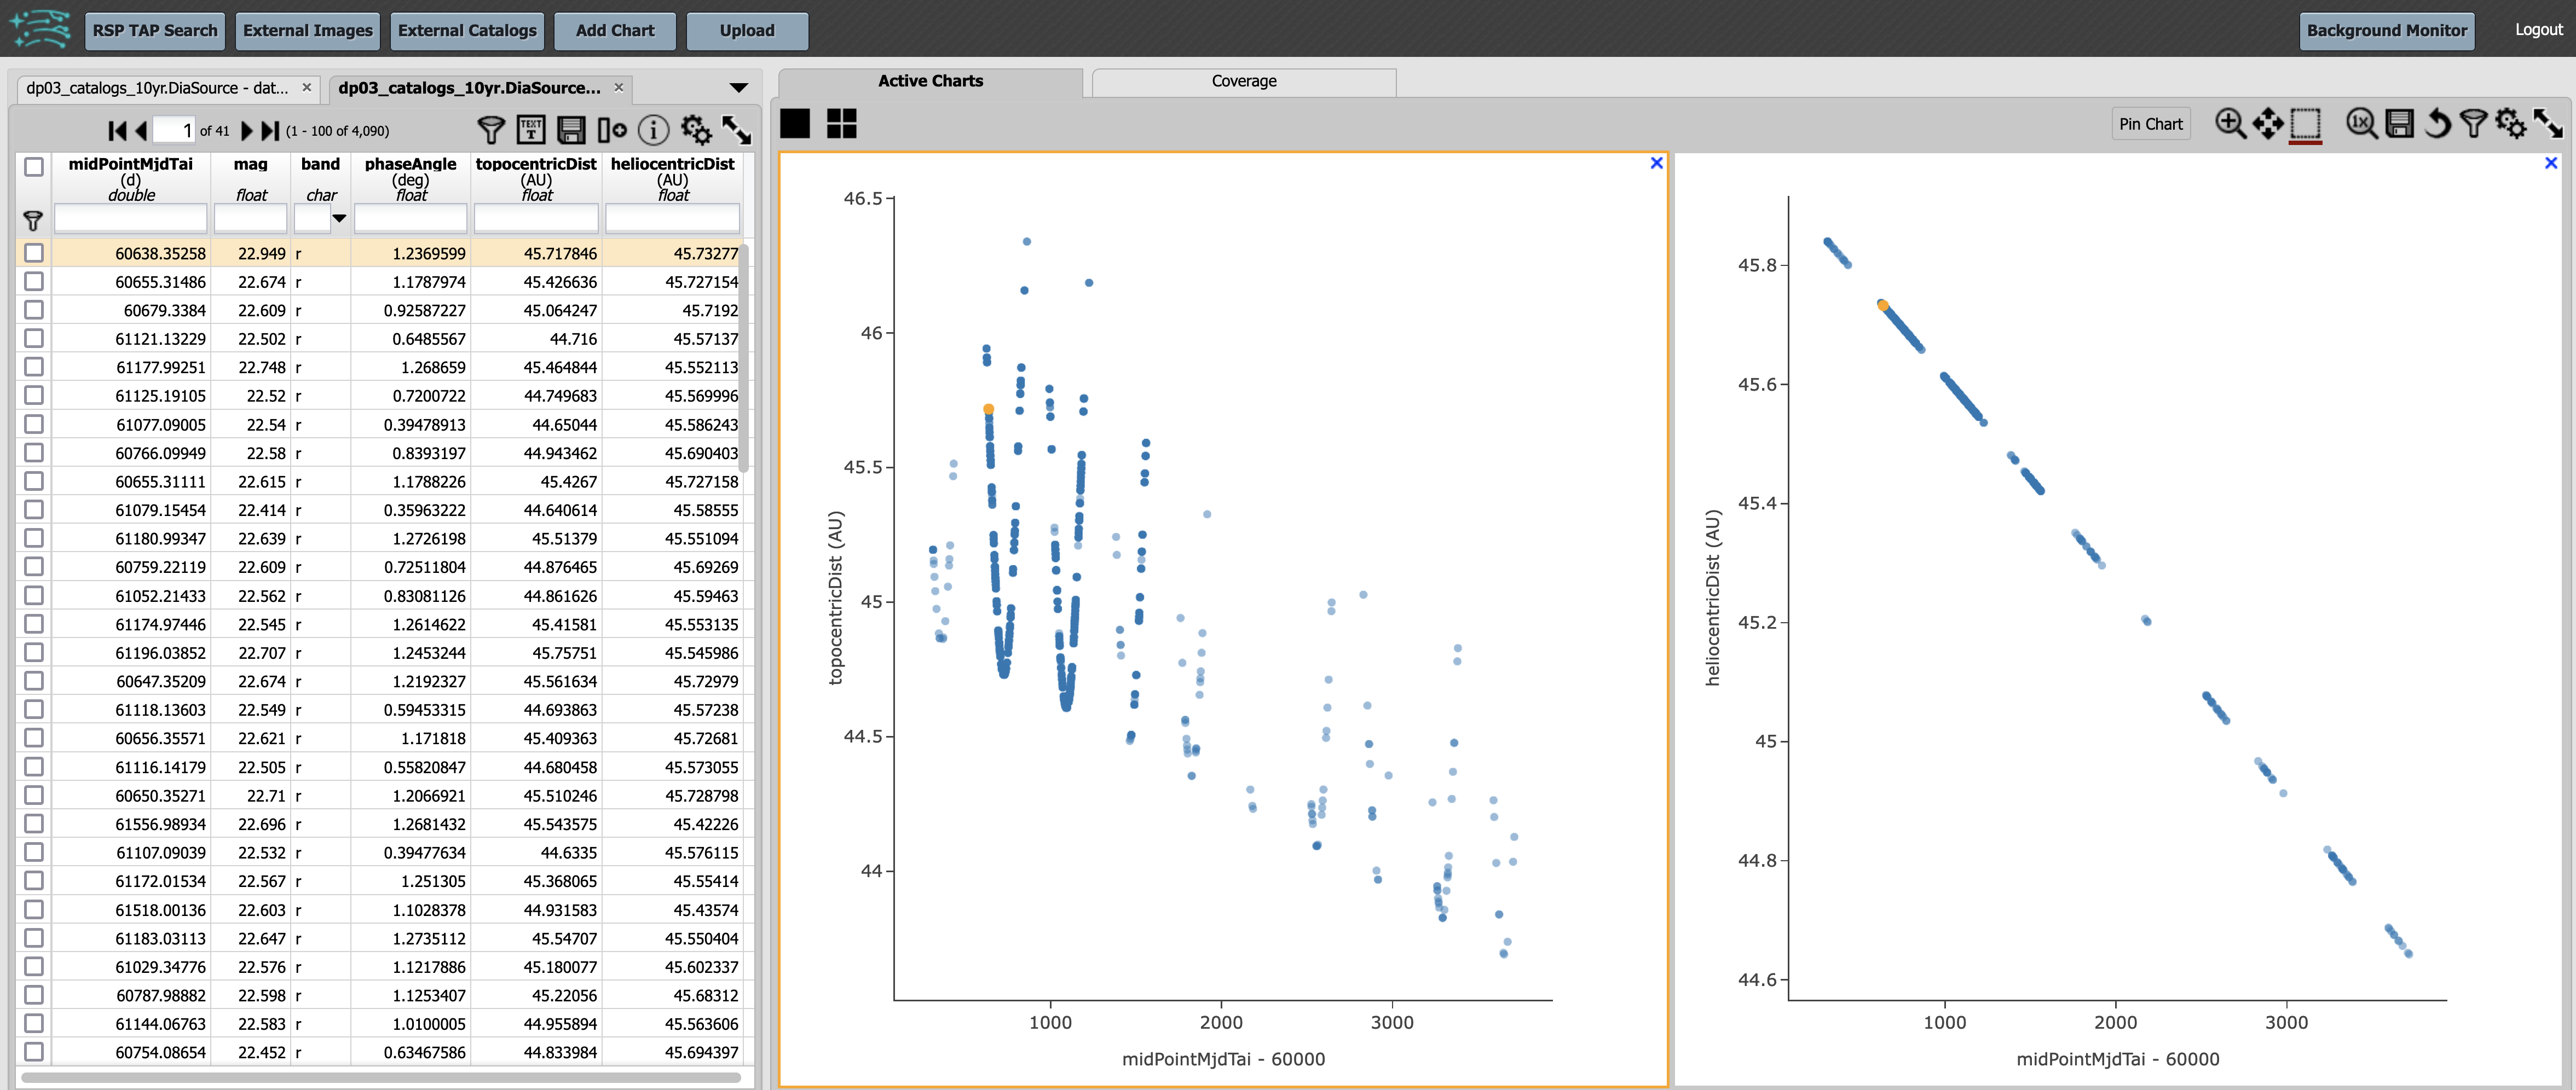 RSP TAP Search External Images External Catalogs Add Chart Upload Background Monitor Logout
dp03_catalogs_10yr.DiaSource - dat... × dp03_catalogs_10yr.DiaSource... ×
1 of 41 (1 - 100 of 4,090)
TEXT T i
midPointMjdTai mag band phaseAngle topocentricDist heliocentricDist
(d) (deg) (AU) (AU)
double float char float float float
60638.35258 22.949 r 1.2369599 45.717846 45.73277
60655.31486 22.674 r 1.1787974 45.426636 45.727154
60679.3384 22.609 r 0.92587227 45.064247 45.7192
61121.13229 22.502 r 0.6485567 44.716 45.57137
61177.99251 22.748 r 1.268659 45.464844 45.552113
61125.19105 22.52 r 0.7200722 44.749683 45.569996
61077.09005 22.54 r 0.39478913 44.65044 45.586243
60766.09949 22.58 r 0.8393197 44.943462 45.690403
60655.31111 22.615 r 1.1788226 45.4267 45.727158
61079.15454 22.414 r 0.35963222 44.640614 45.58555
61180.99347 22.639 r 1.2726198 45.51379 45.551094
60759.22119 22.609 r 0.72511804 44.876465 45.69269
61052.21433 22.562 r 0.83081126 44.861626 45.59463
61174.97446 22.545 r 1.2614622 45.41581 45.553135
61196.03852 22.707 r 1.2453244 45.75751 45.545986
60647.35209 22.674 r 1.2192327 45.561634 45.72979
61118.13603 22.549 r 0.59453315 44.693863 45.57238
60656.35571 22.621 r 1.171818 45.409363 45.72681
61116.14179 22.505 r 0.55820847 44.680458 45.573055
60650.35271 22.71 r 1.2066921 45.510246 45.728798
61556.98934 22.696 r 1.2681432 45.543575 45.42226
61107.09039 22.532 r 0.39477634 44.6335 45.576115
61172.01534 22.567 r 1.251305 45.368065 45.55414
61518.00136 22.603 r 1.1028378 44.931583 45.43574
61183.03113 22.647 r 1.2735112 45.54707 45.550404
61029.34776 22.576 r 1.1217886 45.180077 45.602337
60787.98882 22.598 r 1.1253407 45.22056 45.68312
61144.06763 22.583 r 1.0100005 44.955894 45.563606
60754.08654 22.452 r 0.63467586 44.833984 45.694397
Active Charts Coverage
Pin Chart 1x
46.5
46
45.5
45
44.5
44
topocentricDist (AU)
1000 2000 3000
midPointMjdTai - 60000
45.8
45.6
45.4
45.2
45
44.8
44.6
heliocentricDist (AU)
1000 2000 3000
midPointMjdTai - 60000